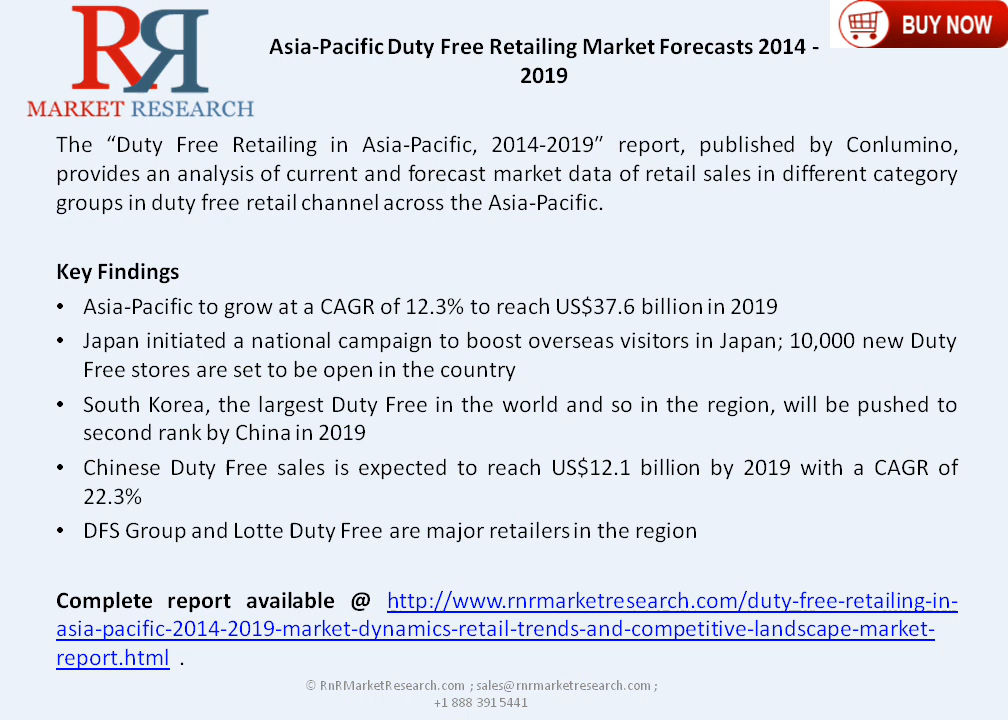 RR
MARKET RESEARCH
BUY NOW
Asia-Pacific Duty Free Retailing Market Forecasts 2014 -
2019
The “Duty Free Retailing in Asia-Pacific, 2014-2019” report, published by Conlumino,
provides an analysis of current and forecast market data of retail sales in different category
groups in duty free retail channel across the Asia-Pacific.
Key Findings
• Asia-Pacific to grow at a CAGR of 12.3% to reach US$37.6 billion in 2019
• Japan initiated a national campaign to boost overseas visitors in Japan; 10,000 new Duty
Free stores are set to be open in the country
• South Korea, the largest Duty Free in the world and so in the region, will be pushed to
second rank by China in 2019
• Chinese Duty Free sales is expected to reach US$12.1 billion by 2019 with a CAGR of
22.3%
• DFS Group and Lotte Duty Free are major retailers in the region
Complete report available @ http://www.rnrmarketresearch.com/duty-free-retailing-in-
asia-pacific-2014-2019-market-dynamics-retail-trends-and-competitive-landscape-market-
report.html .
© RnRMarketResearch.com ; sales@rnrmarketresearch.com ;
+1 888 391 5441